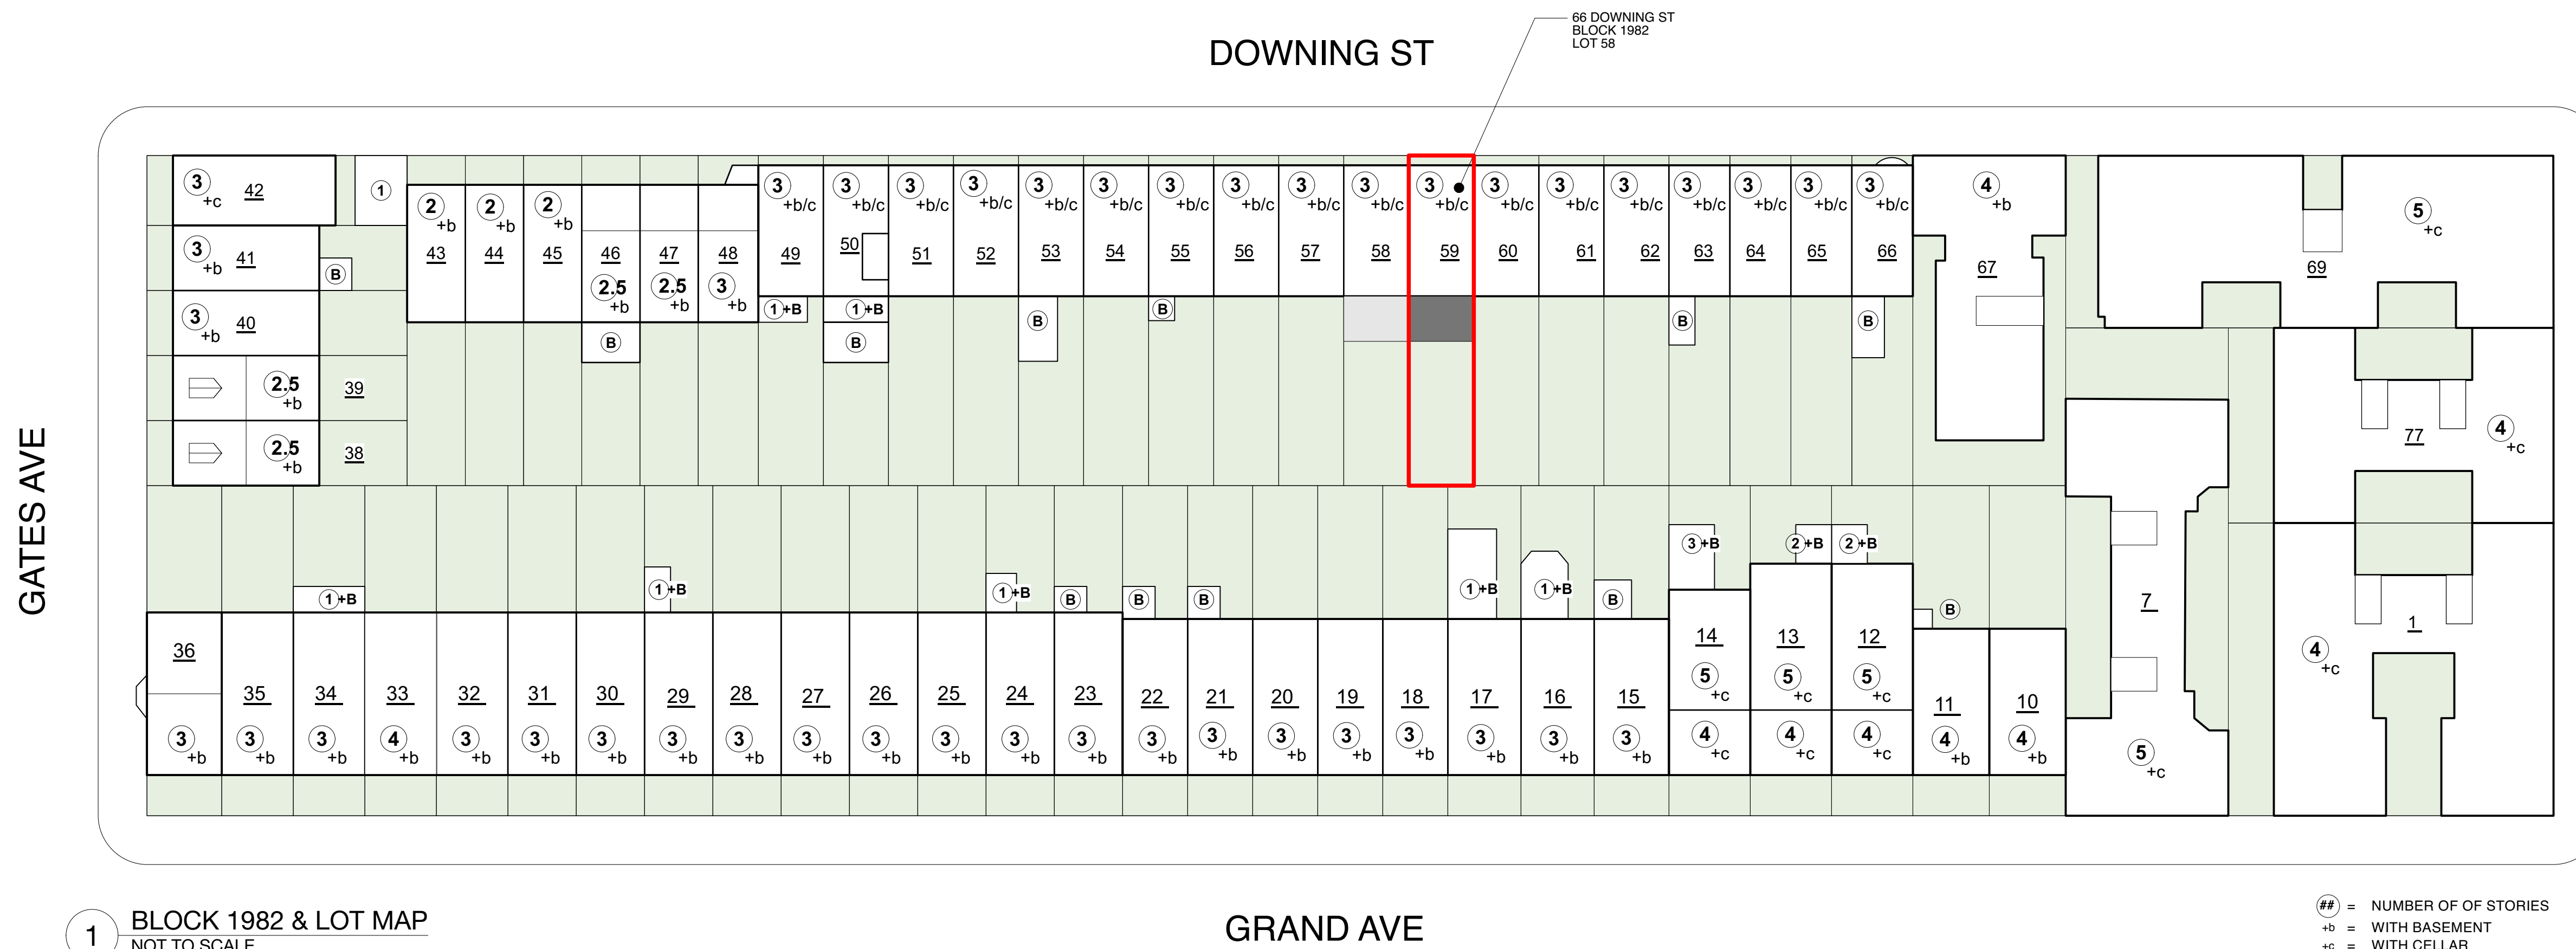 66 DOWNING ST
BLOCK 1982
LOT 58
DOWNING ST
GATES AVE
3 +c 42
1
3 +b 41
B
3 +b 40
2.5 +b 39
2.5 +b 38
2 +b 43
2 +b 44
2 +b 45
46 2.5 +b
B
47 2.5 +b
48 3 +b
3 +b/c 49
1+B
3 +b/c 50
1+B
B
3 +b/c 51
3 +b/c 52
3 +b/c 53
B
3 +b/c 54
3 +b/c 55
B
3 +b/c 56
3 +b/c 57
3 +b/c 58
3 +b/c 59
3 +b/c 60
3 +b/c 61
3 +b/c 62
3 +b/c 63
B
3 +b/c 64
3 +b/c 65
3 +b/c 66
B
4 +b 67
5 +c 69
77 4 +c
1 4 +c
7 5 +c
36 3 +b
35 3 +b
1+B
34 3 +b
33 4 +b
32 3 +b
31 3 +b
30 3 +b
1+B
29 3 +b
28 3 +b
27 3 +b
26 3 +b
25 3 +b
1+B
24 3 +b
B
23 3 +b
B
22 3 +b
B
21 3 +b
20 3 +b
19 3 +b
18 3 +b
1+B
17 3 +b
1+B
16 3 +b
B
15 3 +b
3+B
14 5 +c
4 +c
2+B
13 5 +c
4 +c
2+B
12 5 +c
4 +c
B
11 4 +b
10 4 +b
1 BLOCK 1982 & LOT MAP
NOT TO SCALE
GRAND AVE
## = NUMBER OF OF STORIES
+b = WITH BASEMENT
+c = WITH CELLAR